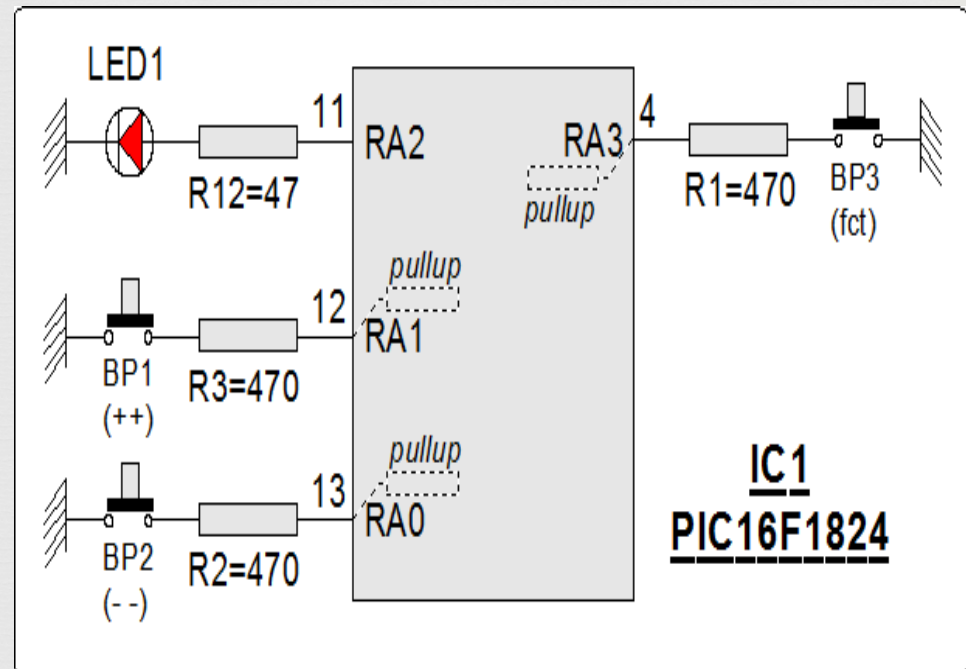 LED1
11
RA2
R12=47
4
RA3
pullup
R1=470
BP3
(fct)
pullup
12
RA1
BP1
(++)
R3=470
pullup
13
RA0
BP2
(- -)
R2=470
IC1
PIC16F1824